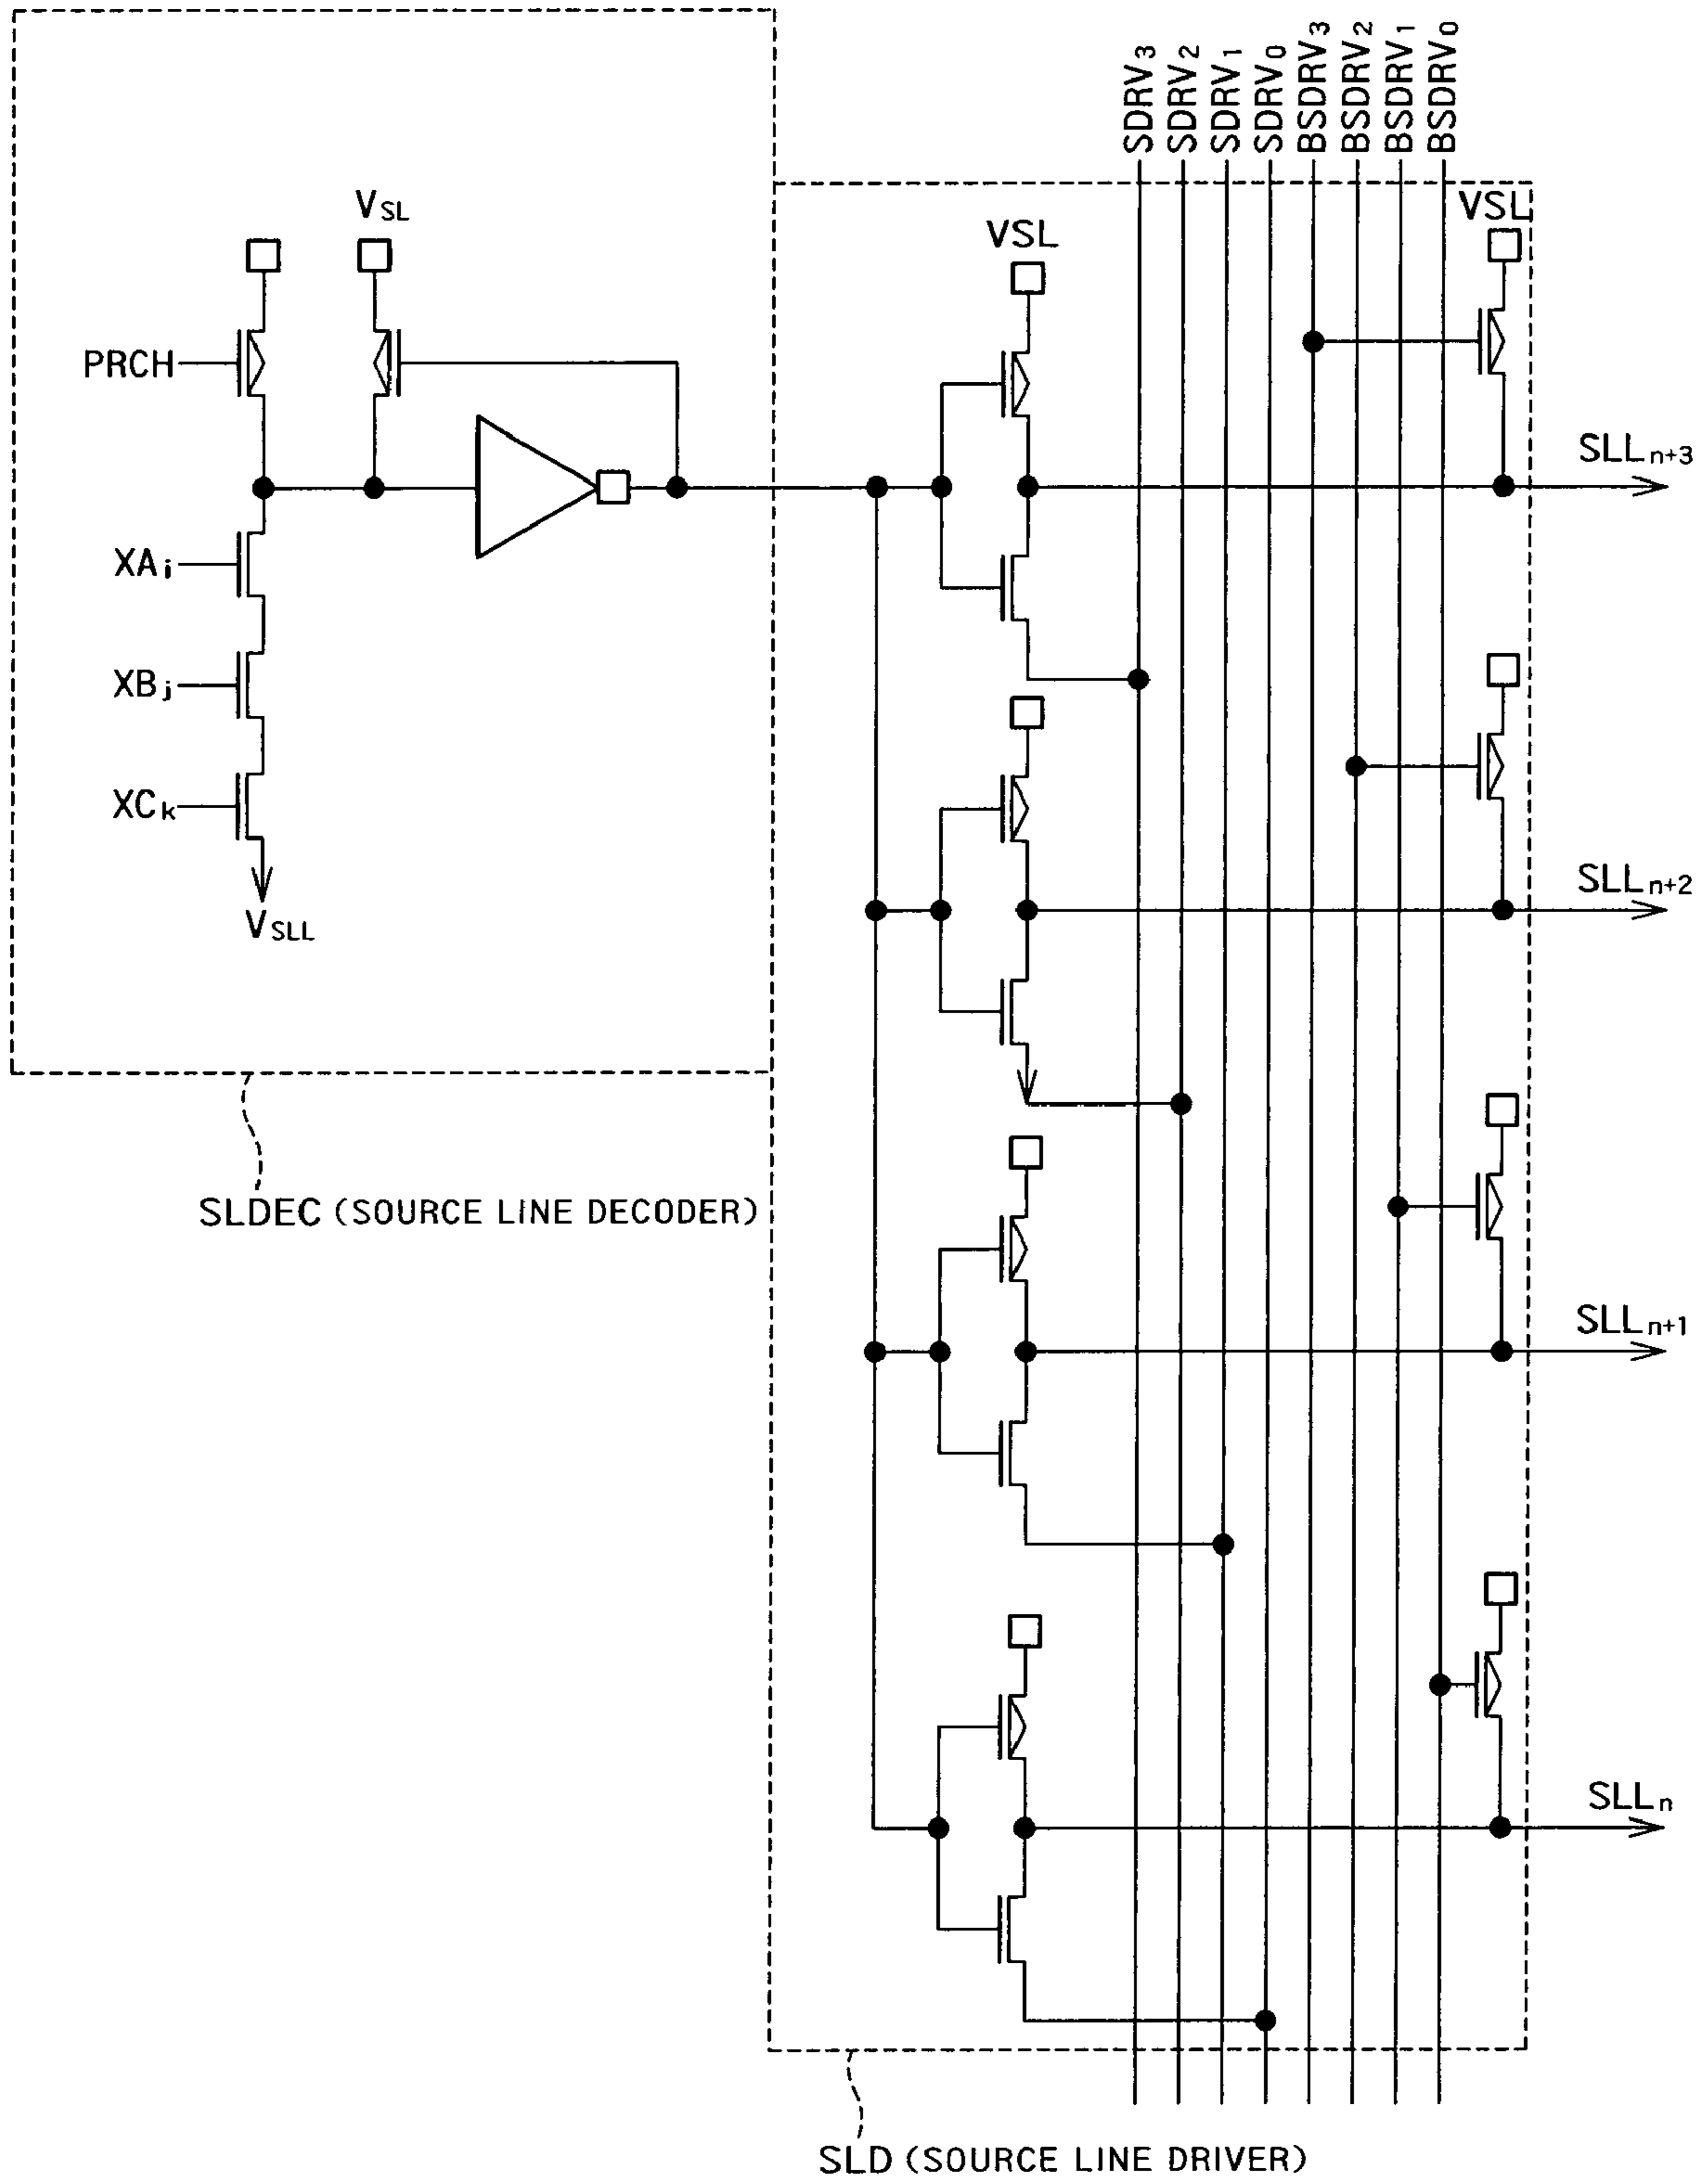 SDRV3
SDRV2
SDRV1
SDRV0
BSDRV3
BSDRV2
BSDRV1
BSDRV0
VSL
VSL
VSL
PRCH
SLLn+3
XAi
XBj
XCk
VSLL
SLLn+2
SLDEC (SOURCE LINE DECODER)
SLLn+1
SLLn
SLD (SOURCE LINE DRIVER)